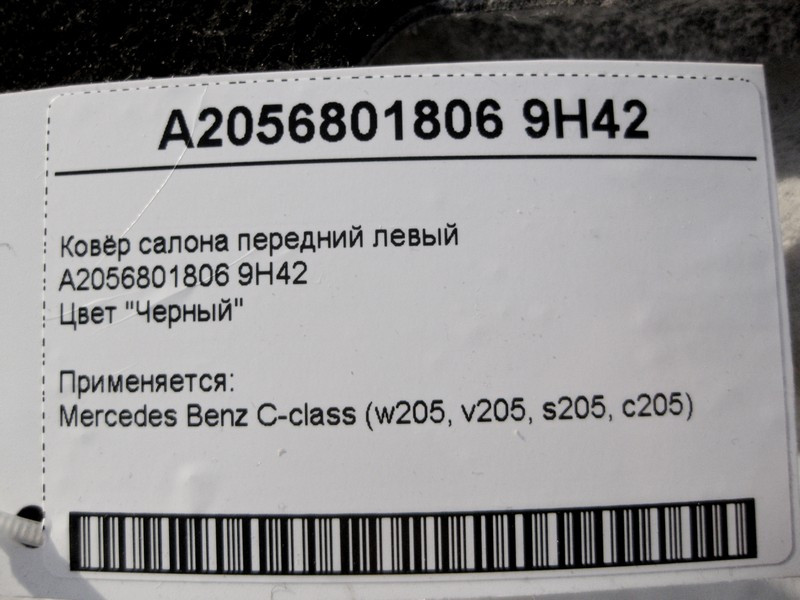 A2056801806 9H42
Ковёр салона передний левый
A2056801806 9H42
Цвет "Черный"
Применяется:
Mercedes Benz C-class (w205, v205, s205, c205)